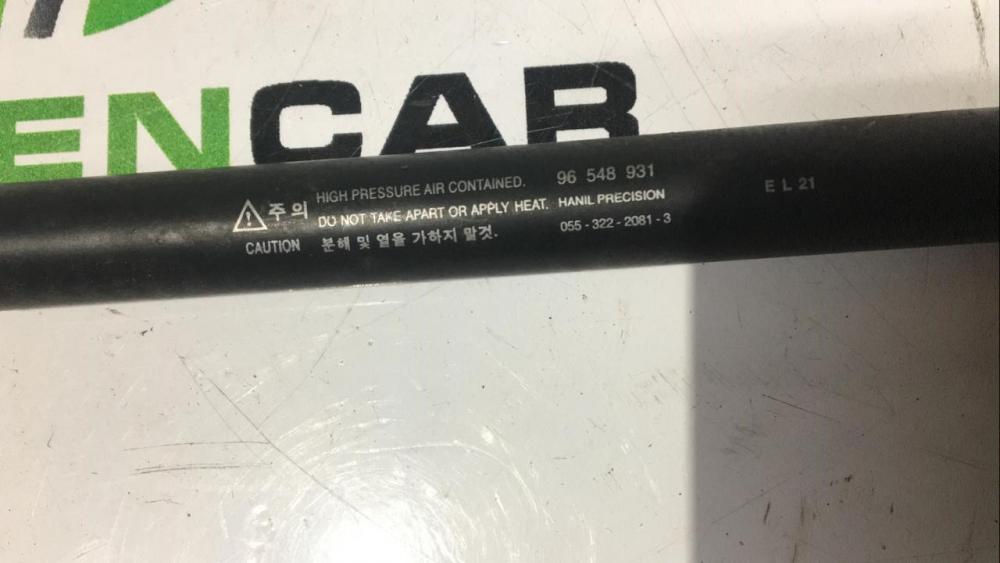 ENCAR
주의 HIGH PRESSURE AIR CONTAINED. 96 548 931
DO NOT TAKE APART OR APPLY HEAT. HANIL PRECISION
CAUTION 분해 및 열을 가하지 말것. 055-322-2081-3
E L 21